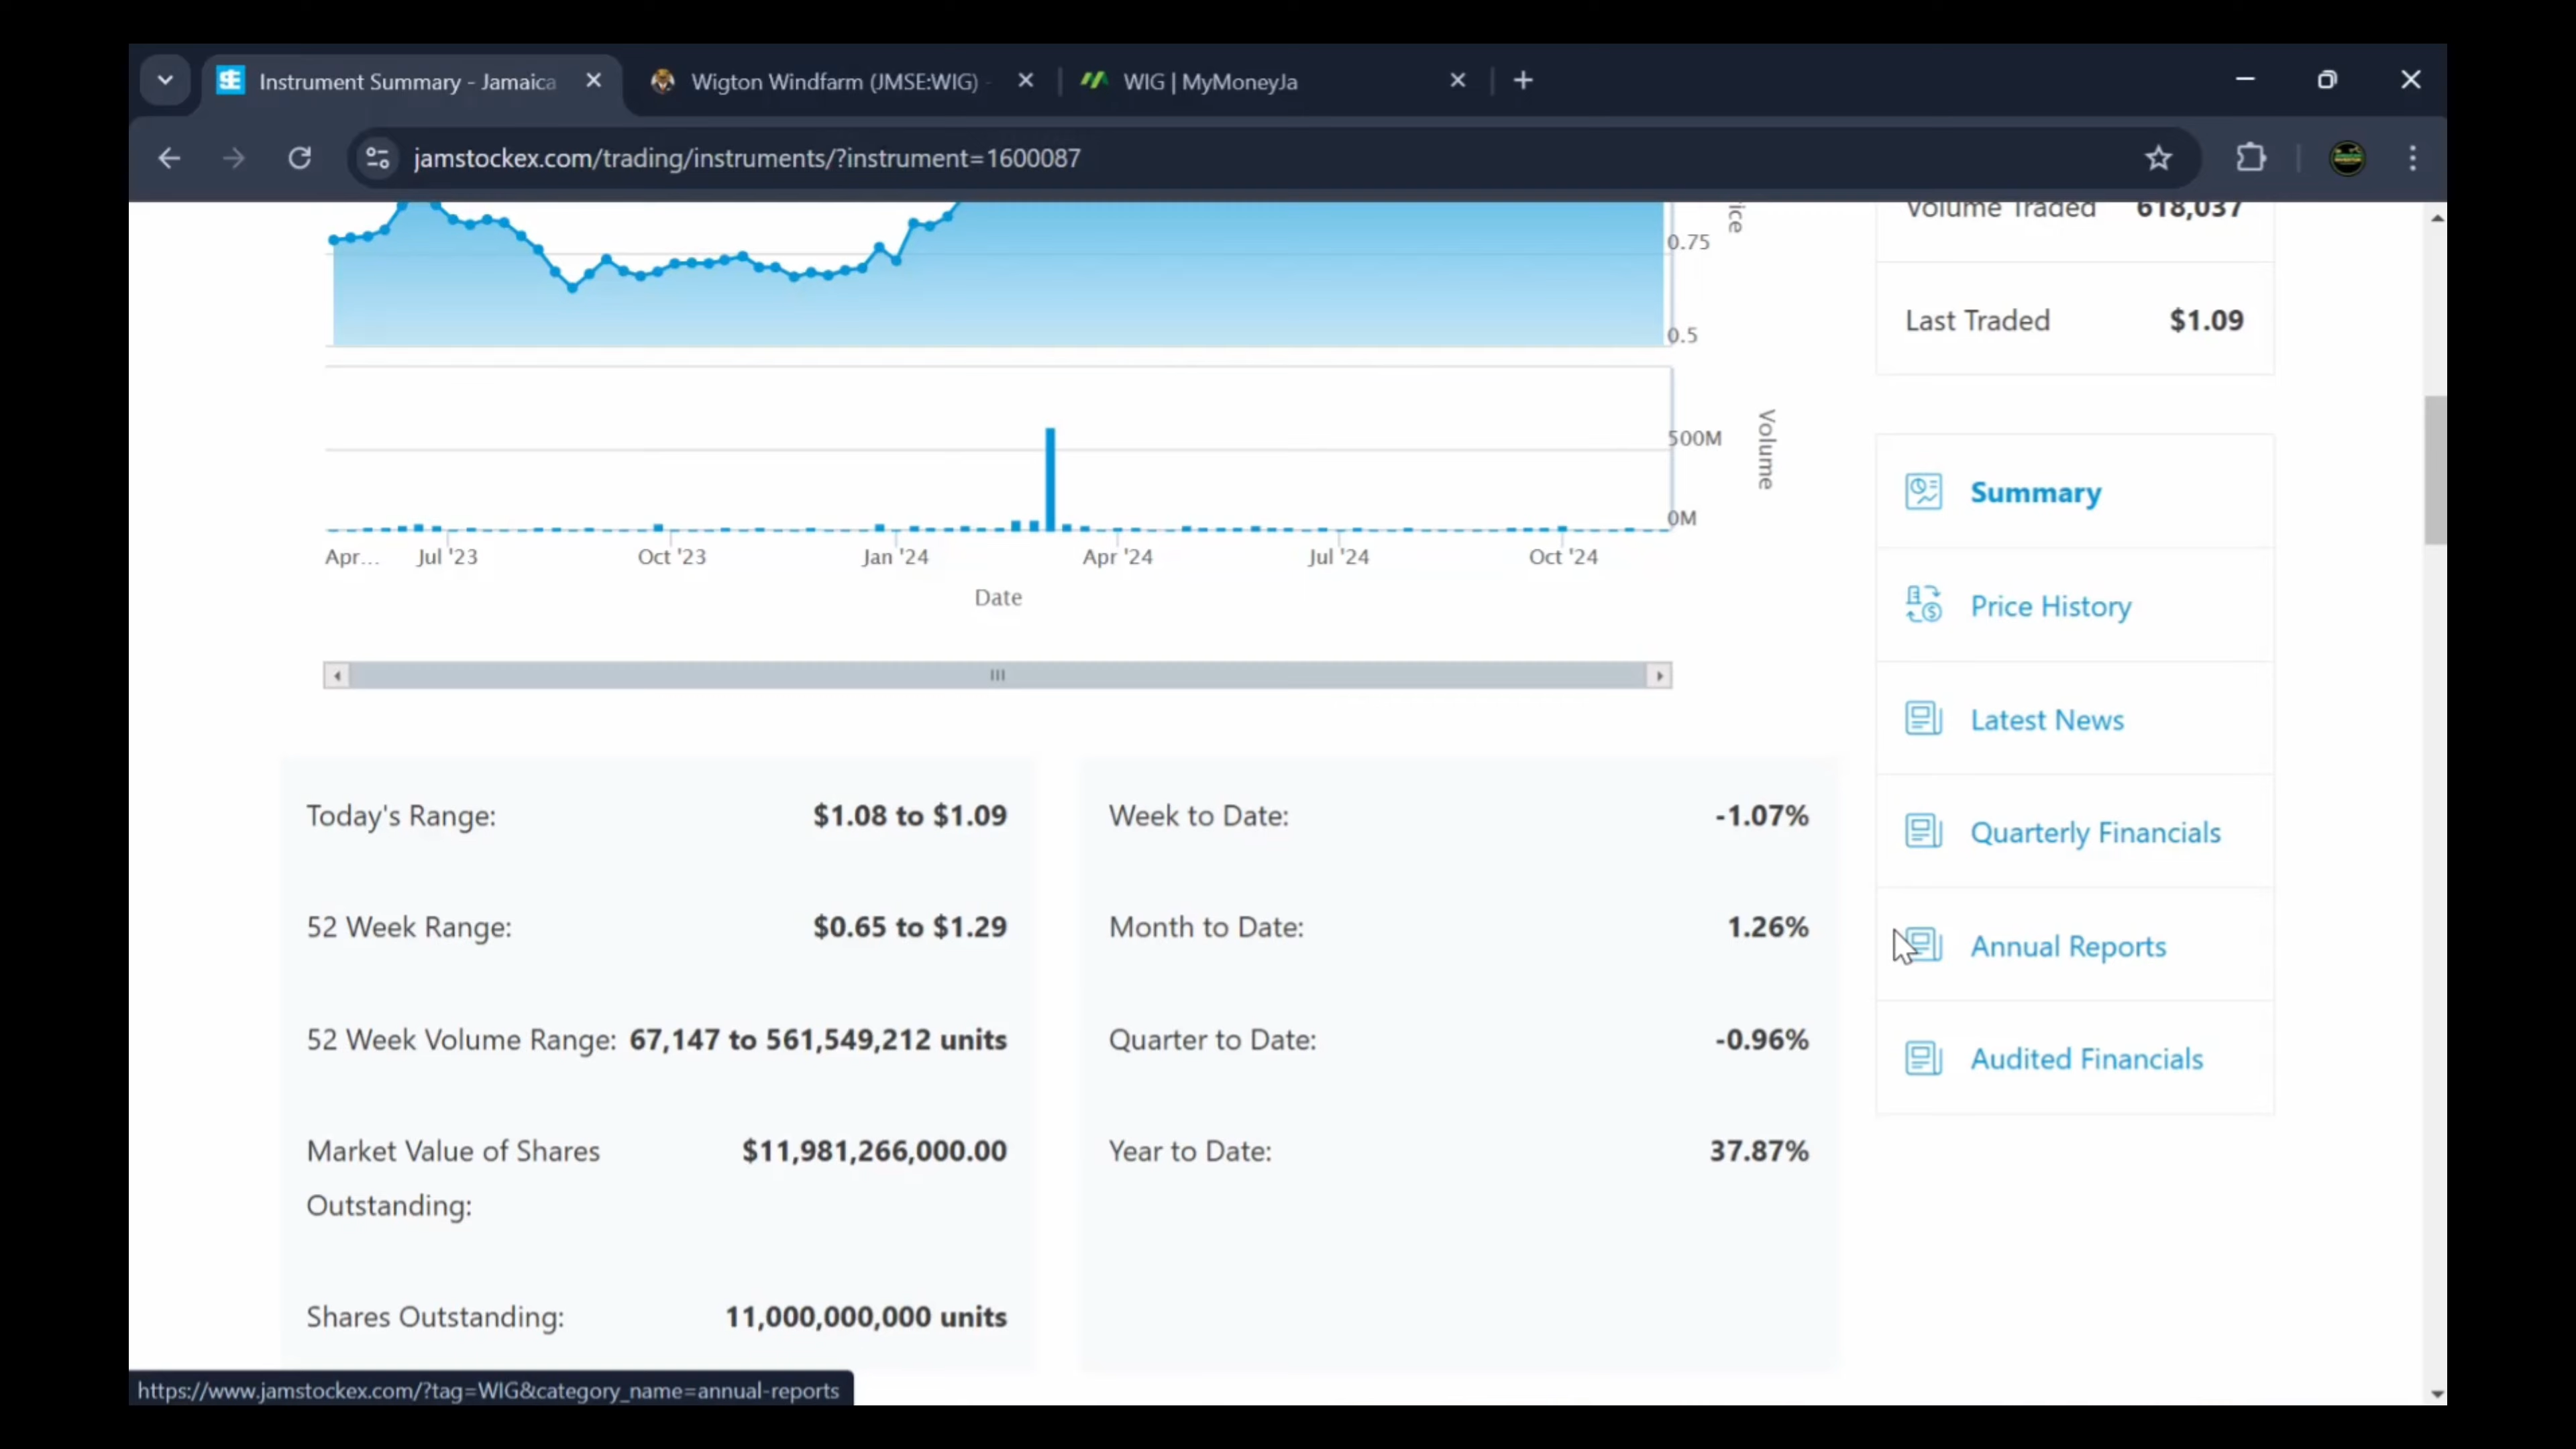 Instrument Summary - Jamaica
Wigton Windfarm (JMSE:WIG) -
WIG | MyMoneyJa
jamstockex.com/trading/instruments/?instrument=1600087
ice
0.75
0.5
500M
0M
Volume
Apr...
Jul '23
Oct '23
Jan '24
Apr '24
Jul '24
Oct '24
Date
Today's Range: $1.08 to $1.09
52 Week Range: $0.65 to $1.29
52 Week Volume Range: 67,147 to 561,549,212 units
Market Value of Shares $11,981,266,000.00
Outstanding:
Shares Outstanding: 11,000,000,000 units
Week to Date: -1.07%
Month to Date: 1.26%
Quarter to Date: -0.96%
Year to Date: 37.87%
Volume Traded 618,037
Last Traded $1.09
Summary
Price History
Latest News
Quarterly Financials
Annual Reports
Audited Financials
https://www.jamstockex.com/?tag=WIG&category_name=annual-reports